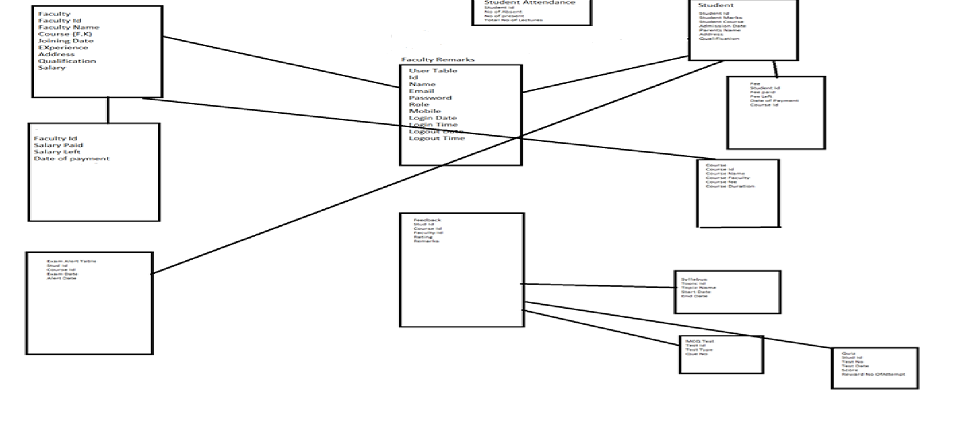 Faculty
Faculty Id
Faculty Name
Course (F.K)
Joining Date
EXperience
Address
Qualification
Salary
Faculty Id
Salary Paid
Salary Left
Date of payment
Exam Alert Table
Stud Id
Course Id
Exam Date
Alert Date
Student Attendance
Student Id
No of Absent
No of present
Total No of Lectures
Faculty Remarks
User Table
Id
Name
Email
Password
Role
Mobile
Login Date
Login Time
Logout Date
Logout Time
Feedback
Stud Id
Course Id
Faculty Id
Rating
Remarks
Student
Student Id
Student Marks
Student Course
Admission Date
Parents Name
Address
Qualification
Fee
Student Id
Fee paid
Fee Left
Date of Payment
Course Id
Course
Course Id
Course Name
Course Faculty
Course fee
Course Duration
Syllabus
Topic Id
Topic Name
Start Date
End Date
MCQ Test
Test Id
Test Type
Que No
Quiz
Stud Id
Test No
Test Date
Score